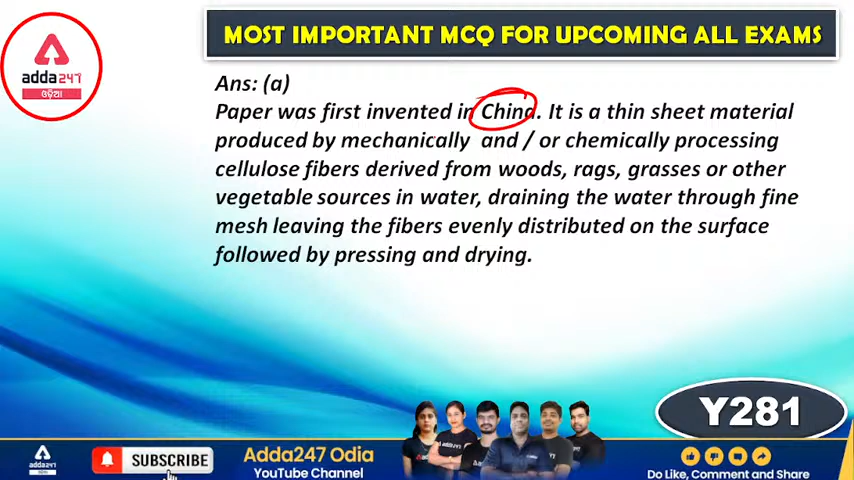 MOST IMPORTANT MCQ FOR UPCOMING ALL EXAMS
adda247
ଓଡ଼ିଆ
Ans: (a)
Paper was first invented in China. It is a thin sheet material
produced by mechanically and / or chemically processing
cellulose fibers derived from woods, rags, grasses or other
vegetable sources in water, draining the water through fine
mesh leaving the fibers evenly distributed on the surface
followed by pressing and drying.
Y281
adda247
SUBSCRIBE
Adda247 Odia
YouTube Channel
Do Like, Comment and Share